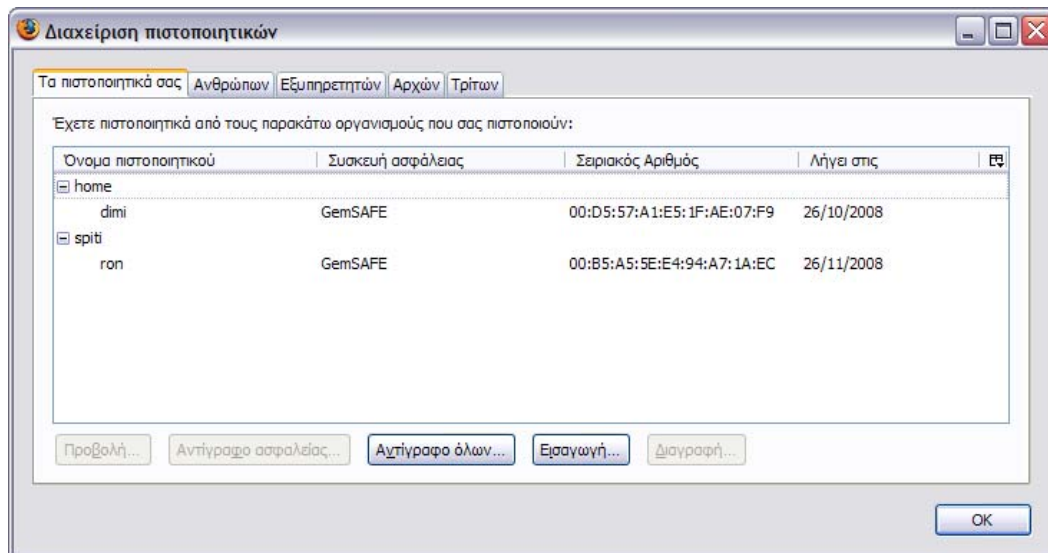 Διαχείριση πιστοποιητικών
Τα πιστοποιητικά σας Ανθρώπων Εξυπηρετητών Αρχών Τρίτων
Έχετε πιστοποιητικά από τους παρακάτω οργανισμούς που σας πιστοποιούν:
Όνομα πιστοποιητικού Συσκευή ασφάλειας Σειριακός Αριθμός Λήγει στις
home
dimi GemSAFE 00:D5:57:A1:E5:1F:AE:07:F9 26/10/2008
spiti
ron GemSAFE 00:B5:A5:5E:E4:94:A7:1A:EC 26/11/2008
Προβολή... Αντίγραφο ασφαλείας... Αντίγραφο όλων... Εισαγωγή... Διαγραφή...
OK